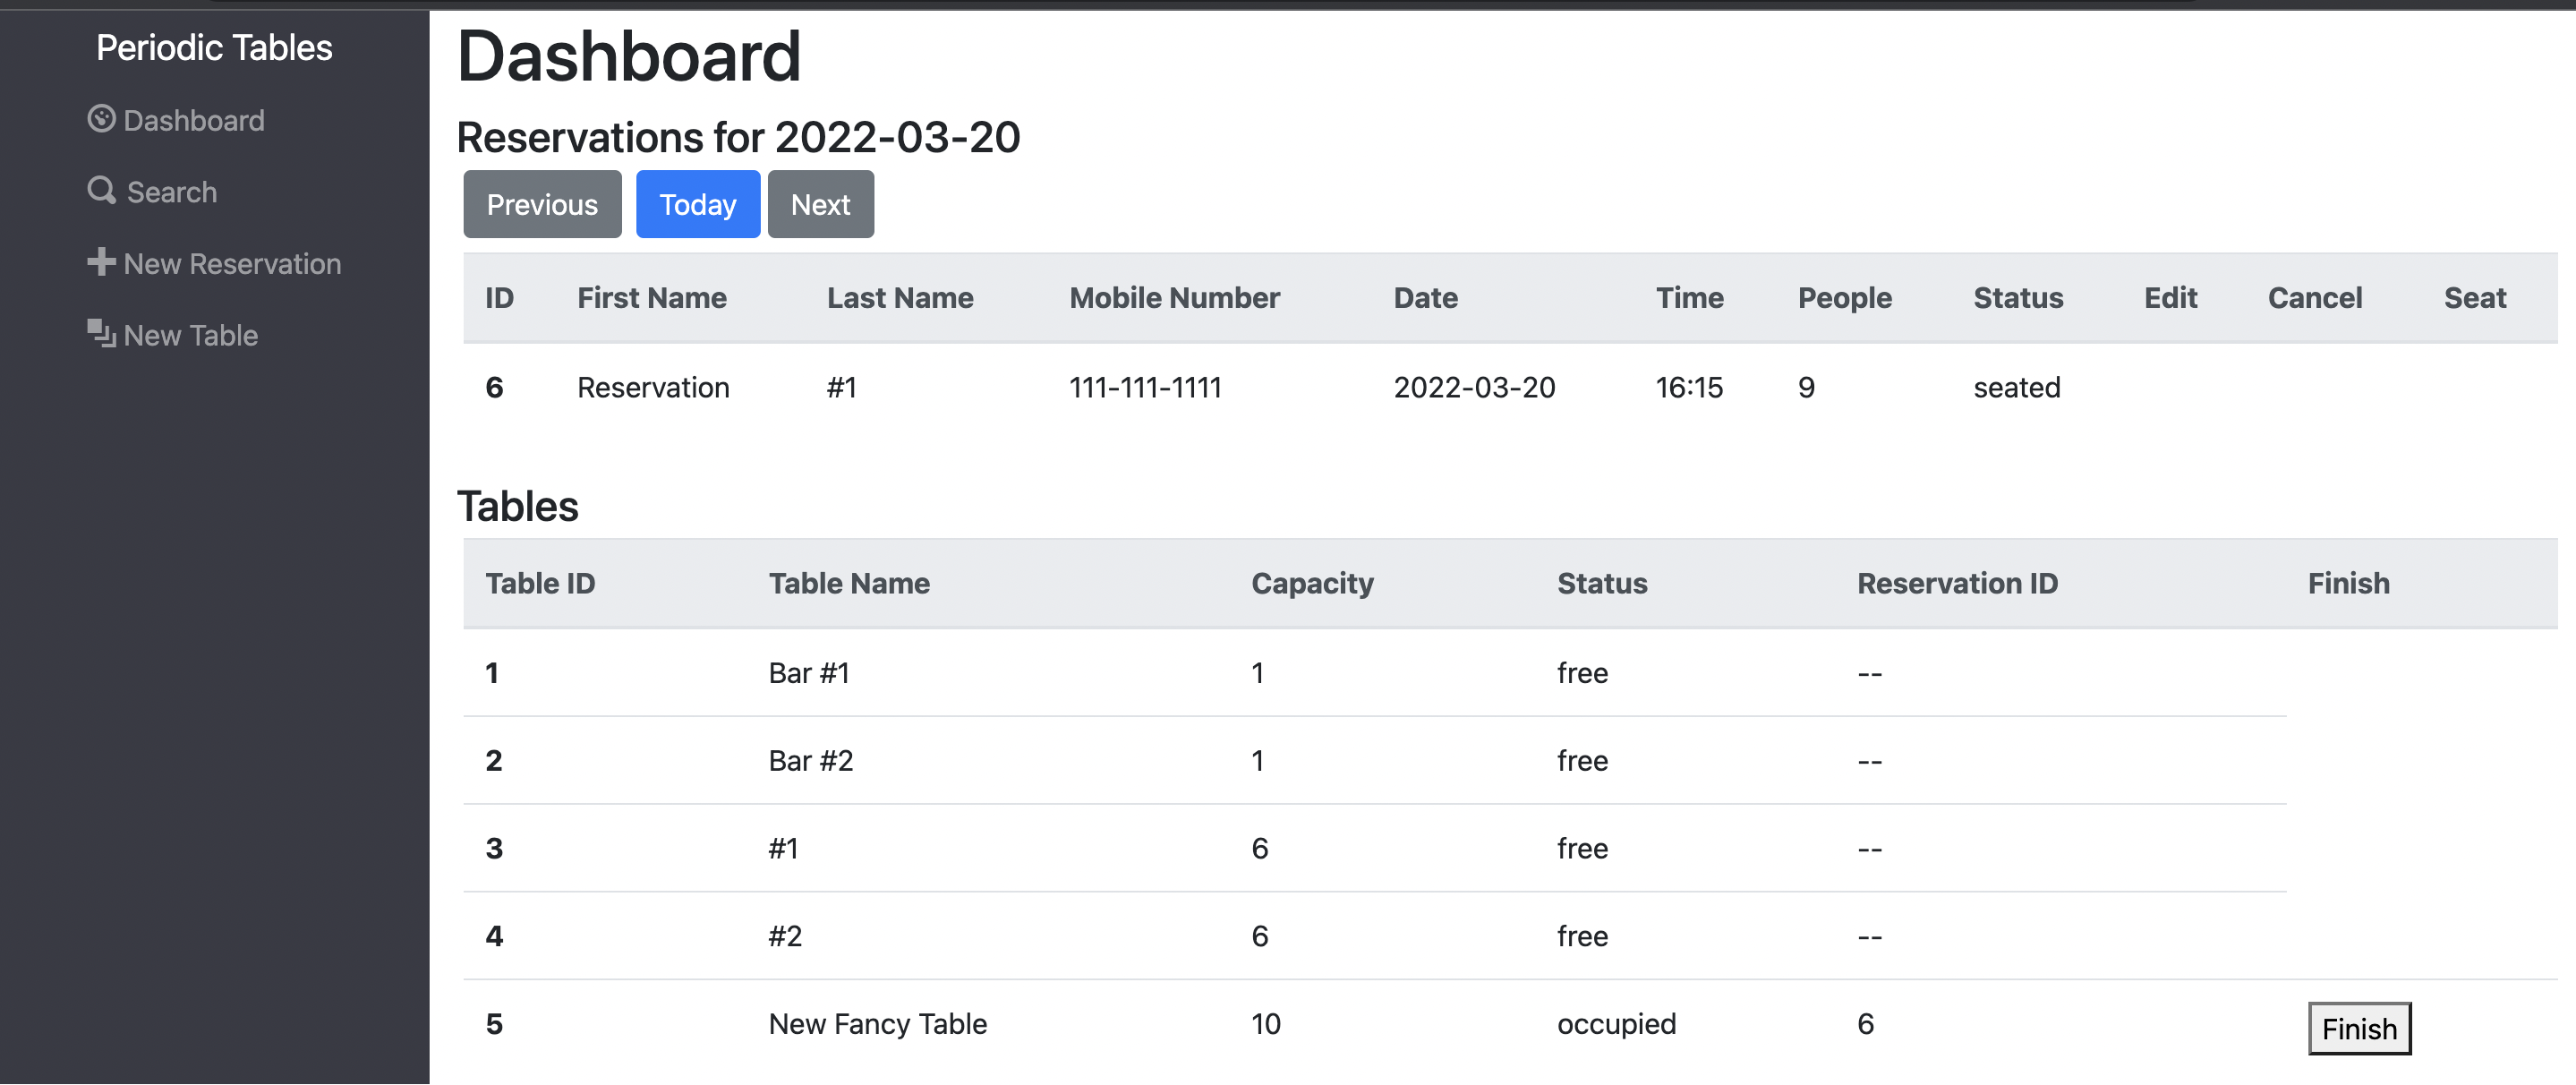 Periodic Tables
Dashboard
Search
New Reservation
New Table
Dashboard
Reservations for 2022-03-20
Previous Today Next
ID First Name Last Name Mobile Number Date Time People Status Edit Cancel Seat
6 Reservation #1 111-111-1111 2022-03-20 16:15 9 seated
Tables
Table ID Table Name Capacity Status Reservation ID Finish
1 Bar #1 1 free --
2 Bar #2 1 free --
3 #1 6 free --
4 #2 6 free --
5 New Fancy Table 10 occupied 6 Finish